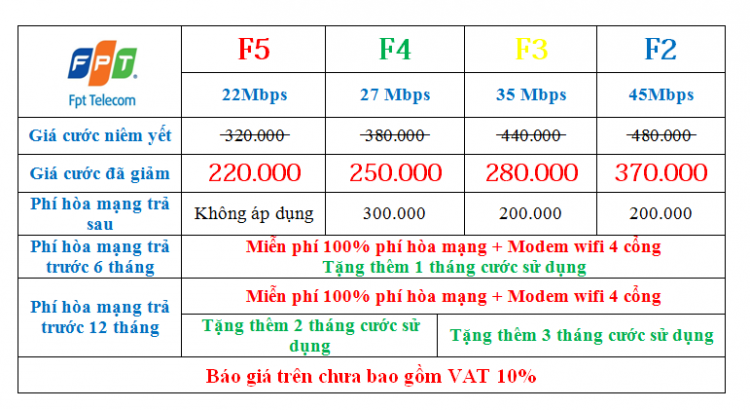 FPT
Fpt Telecom
F5 F4 F3 F2
22Mbps 27 Mbps 35 Mbps 45Mbps
Giá cước niêm yết 320.000 380.000 440.000 480.000
Giá cước đã giảm 220.000 250.000 280.000 370.000
Phí hòa mạng trả
sau Không áp dụng 300.000 200.000 200.000
Phí hòa mạng trả
trước 6 tháng
Miễn phí 100% phí hòa mạng + Modem wifi 4 cổng
Tặng thêm 1 tháng cước sử dụng
Phí hòa mạng trả
trước 12 tháng
Miễn phí 100% phí hòa mạng + Modem wifi 4 cổng
Tặng thêm 2 tháng cước sử
dụng
Tặng thêm 3 tháng cước sử dụng
Báo giá trên chưa bao gồm VAT 10%